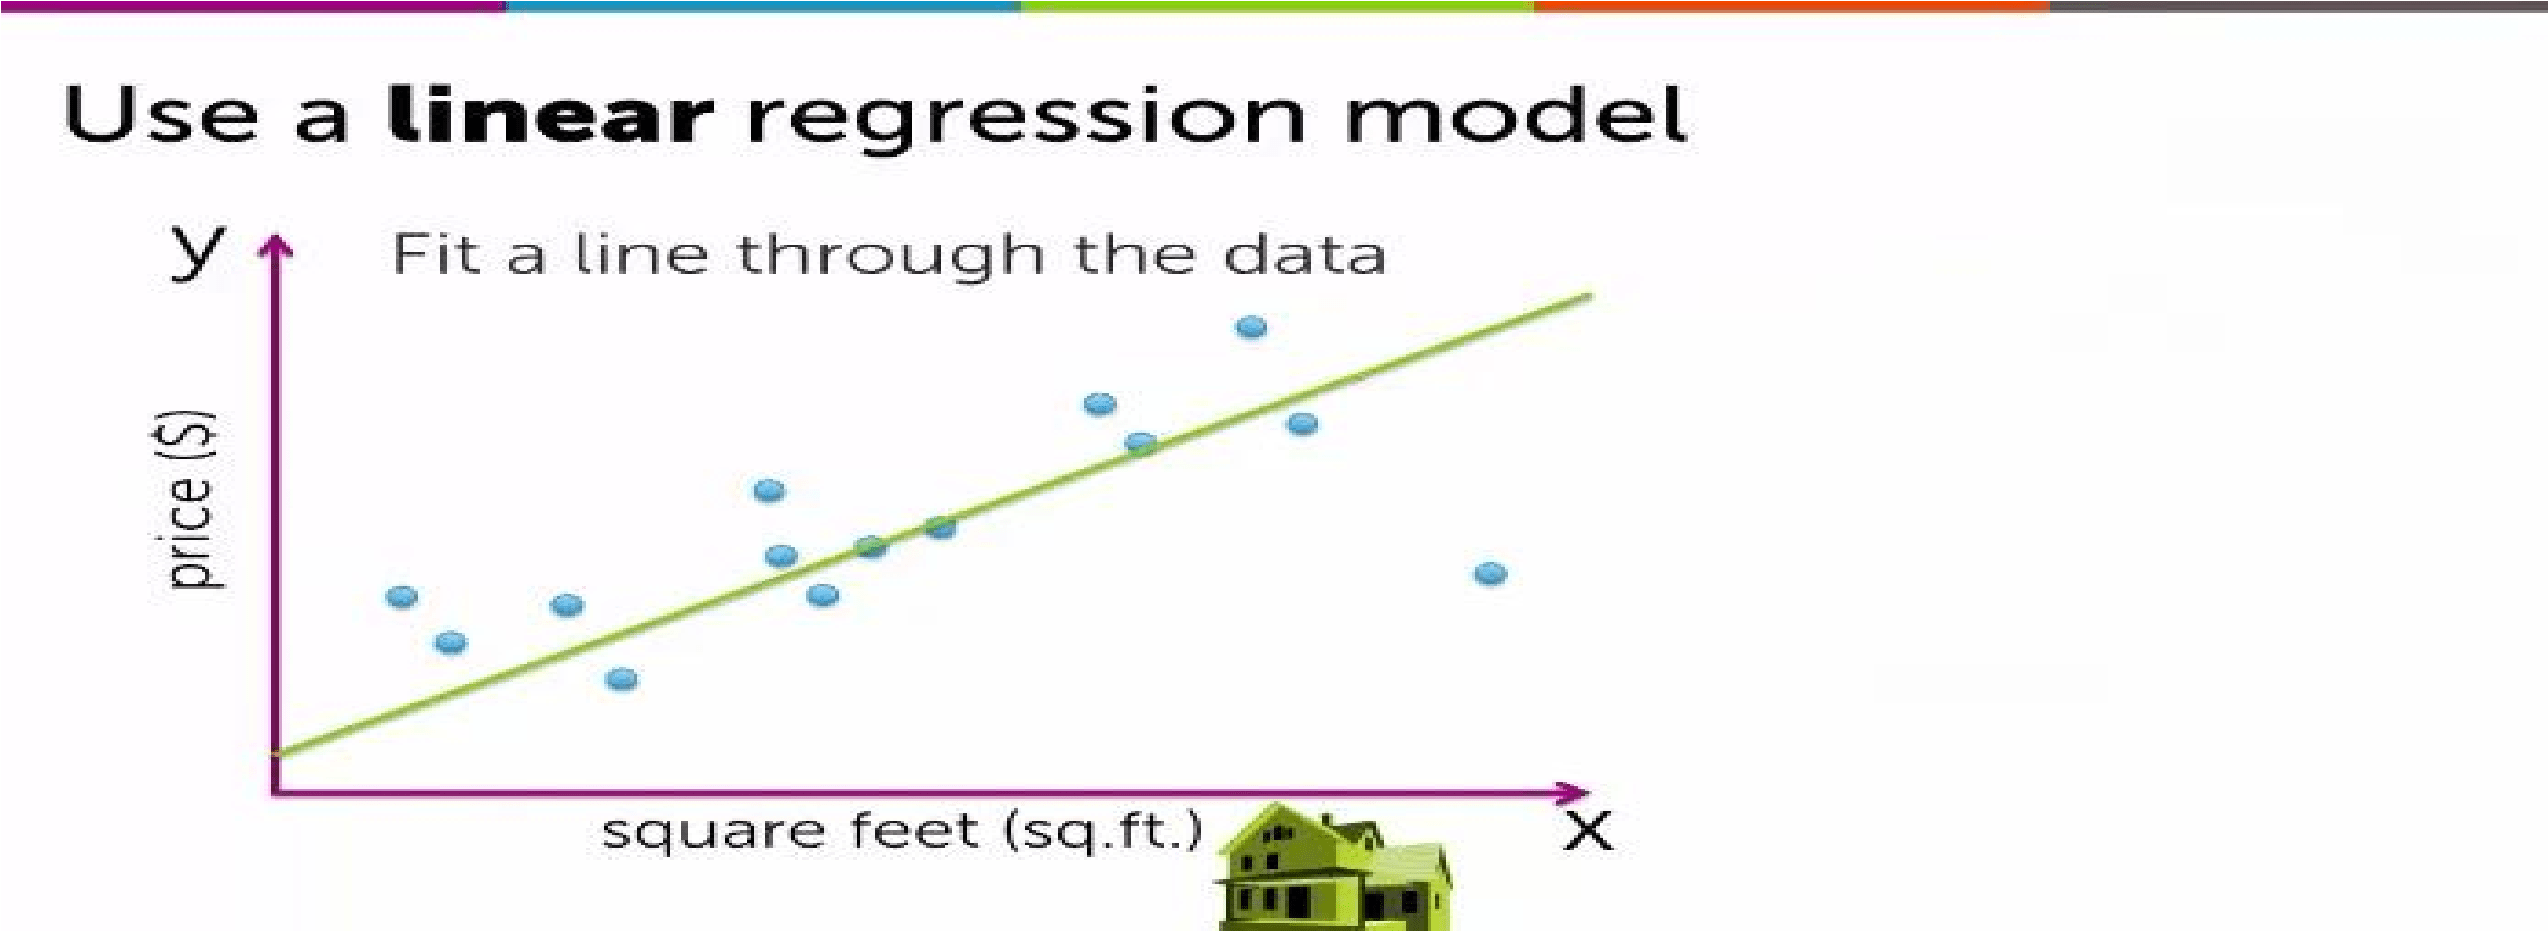 Use a linear regression model
y
Fit a line through the data
price ($)
square feet (sq.ft.)
x